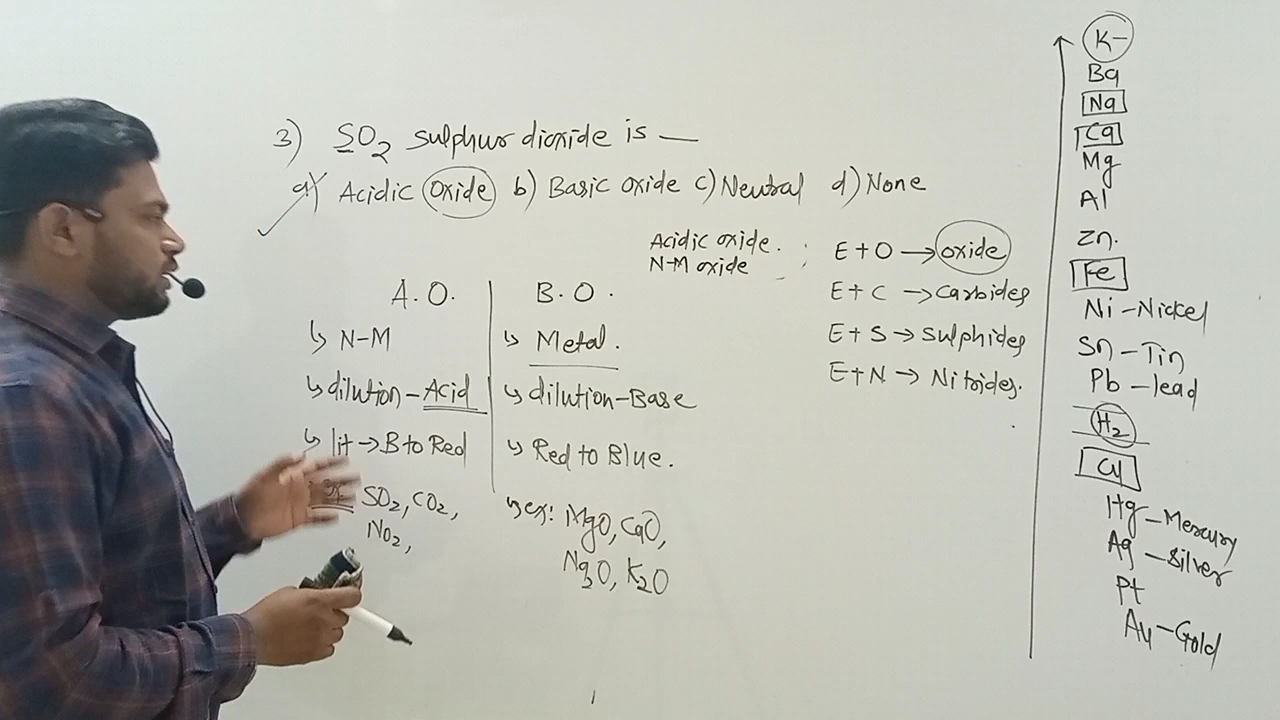 3) SO2 sulphur dioxide is —
a) Acidic Oxide b) Basic Oxide c) Neutral d) None
Acidic oxide. : E + O → oxide
N-M oxide
E + C → Carbides
E + S → Sulphides
E + N → Nitrides.
A.O.
↳ N-M
↳ dilution - Acid
↳ lit → B to Red
ex: SO2, CO2,
NO2,
B.O.
↳ Metal.
↳ dilution - Base
↳ Red to Blue.
↳ ex: MgO, CaO,
Na2O, K2O
K
Ba
Na
Ca
Mg
Al
Zn.
Fe
Ni - Nickel
Sn - Tin
Pb - lead
H2
Cu
Hg - Mercury
Ag - Silver
Pt
Au - Gold